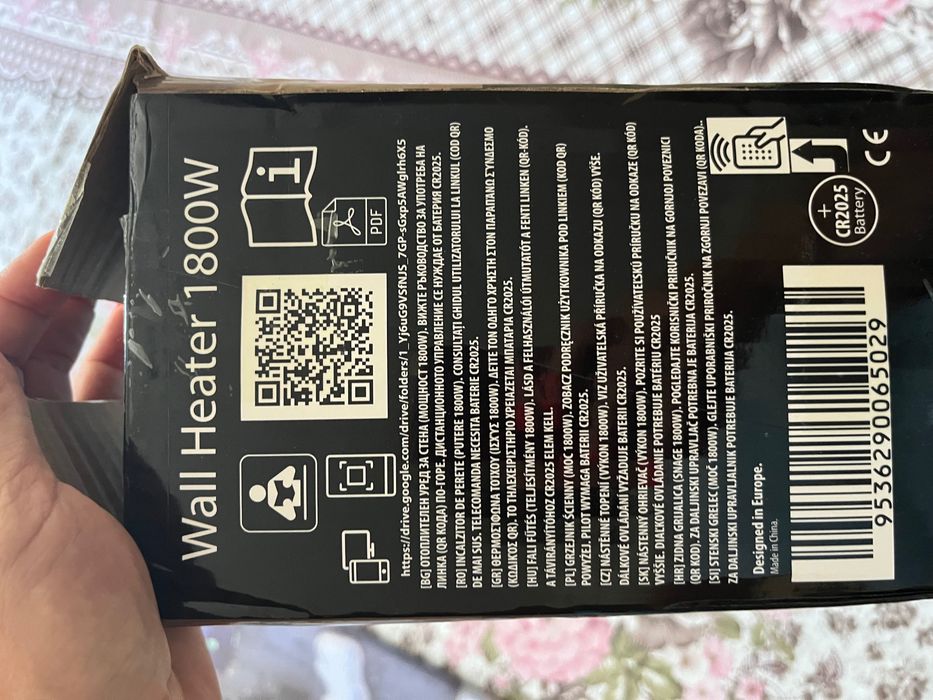 Wall Heater 1800W
PDF
https://drive.google.com/drive/folders/1_Yj6uG9VSfNJS_7GP-sGxp5AWgIrh6X5
[BG] ОТОПЛИТЕЛЕН УРЕД ЗА СТЕНА (МОЩНОСТ 1800W). ВИЖТЕ РЪКОВОДСТВО ЗА УПОТРЕБА НА
ЛИНКА (QR КОДА) ПО-ГОРЕ. ДИСТАНЦИОННОТО УПРАВЛЕНИЕ СЕ НУЖДАЕ ОТ БАТЕРИЯ CR2025.
[RO] INCALZITOR DE PERETE (PUTERE 1800W). CONSULTAȚI GHIDUL UTILIZATORULUI LA LINKUL (COD QR)
DE MAI SUS. TELECOMANDA NECESITA BATERIE CR2025.
[GR] ΘΕΡΜΟΣΤΩΝΑ ΤΟΙΧΟΥ (ΙΣΧΥΣ 1800W). ΔΕΙΤΕ ΤΟΝ ΟΔΗΓΟ ΧΡΗΣΤΗ ΣΤΟΝ ΠΑΡΑΠΑΝΩ ΣΥΝΔΕΣΜΟ
(ΚΩΔΙΚΟΣ QR). ΤΟ ΤΗΛΕΧΕΙΡΙΣΤΗΡΙΟ ΧΡΕΙΑΖΕΤΑΙ ΜΠΑΤΑΡΙΑ CR2025.
[HU] FALI FŰTÉS (TELJESÍTMÉNY 1800W). LÁSD A FELHASZNÁLÓI ÚTMUTATÓT A FENTI LINKEN (QR-KÓD).
A TÁVIRÁNYÍTÓHOZ CR2025 ELEM KELL.
[PL] GRZEJNIK ŚCIENNY (MOC 1800W). ZOBACZ PODRĘCZNIK UŻYTKOWNIKA POD LINKIEM (KOD QR)
POWYŻEJ. PILOT WYMAGA BATERII CR2025.
[CZ] NÁSTĚNNÉ TOPENÍ (VÝKON 1800W). VIZ UŽIVATELSKÁ PŘÍRUČKA NA ODKAZU (QR KÓD) VÝŠE.
DÁLKOVÉ OVLÁDÁNÍ VYŽADUJE BATERII CR2025.
[SK] NÁSTENNÝ OHRIEVAČ (VÝKON 1800W). POZRITE SI POUŽÍVATEĽSKÚ PRÍRUČKU NA ODKAZE (QR KÓD)
VYŠŠIE. DIAĽKOVÉ OVLÁDANIE POTREBUJE BATÉRIU CR2025
[HR] ZIDNA GRIJALICA (SNAGE 1800W). POGLEDAJTE KORISNIČKI PRIRUČNIK NA GORNJOJ POVEZNICI
(QR KOD). ZA DALJINSKI UPRAVLJAČ POTREBNA JE BATERIJA CR2025.
[SI] STENSKI GRELEC (MOČ 1800W), GLEJTE UPORABNIŠKI PRIROČNIK NA ZGORNJI POVEZAVI (QR KODA)..
ZA DALJINSKI UPRAVLJALNIK POTREBUJE BATERIJA CR2025.
Designed in Europe.
Made in China.
+
CR2025
Battery
CE
9536290065029